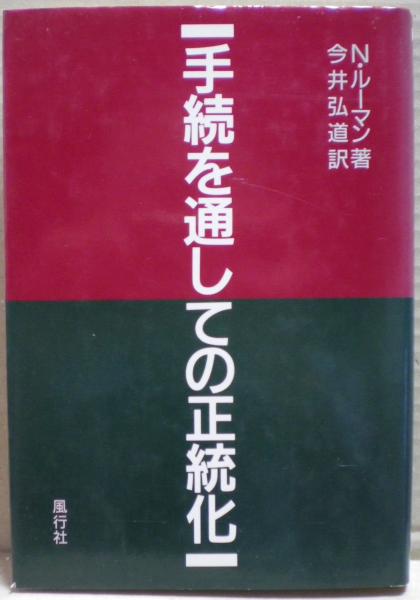 N・ルーマン著
今井弘道訳
手続を通しての正統化
風行社